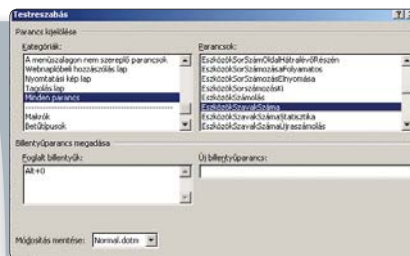 Testreszabás
Parancs kijelölése
Kategóriák:
A menüszalagon nem szereplő parancsok
Webnaplóbeli hozzászólás lap
Nyomtatási kép lap
Tagolás lap
Minden parancs
Makrók
Betűtípusok
Parancsok:
EszközökSorSzámOldalHátralévőRészén
EszközökSorSzámozásaFolyamatos
EszközökSorSzámozásElnyomása
EszközökSorszámozásKi
EszközökSzámolás
EszközökSzavakSzáma
EszközökSzavakSzámaStatisztika
EszközökSzavakSzámaÚjraszámolás
Billentyűparancs megadása
Foglalt billentyűk:
Alt+0
Új billentyűparancs:
Módosítás mentése:
Normal.dotm